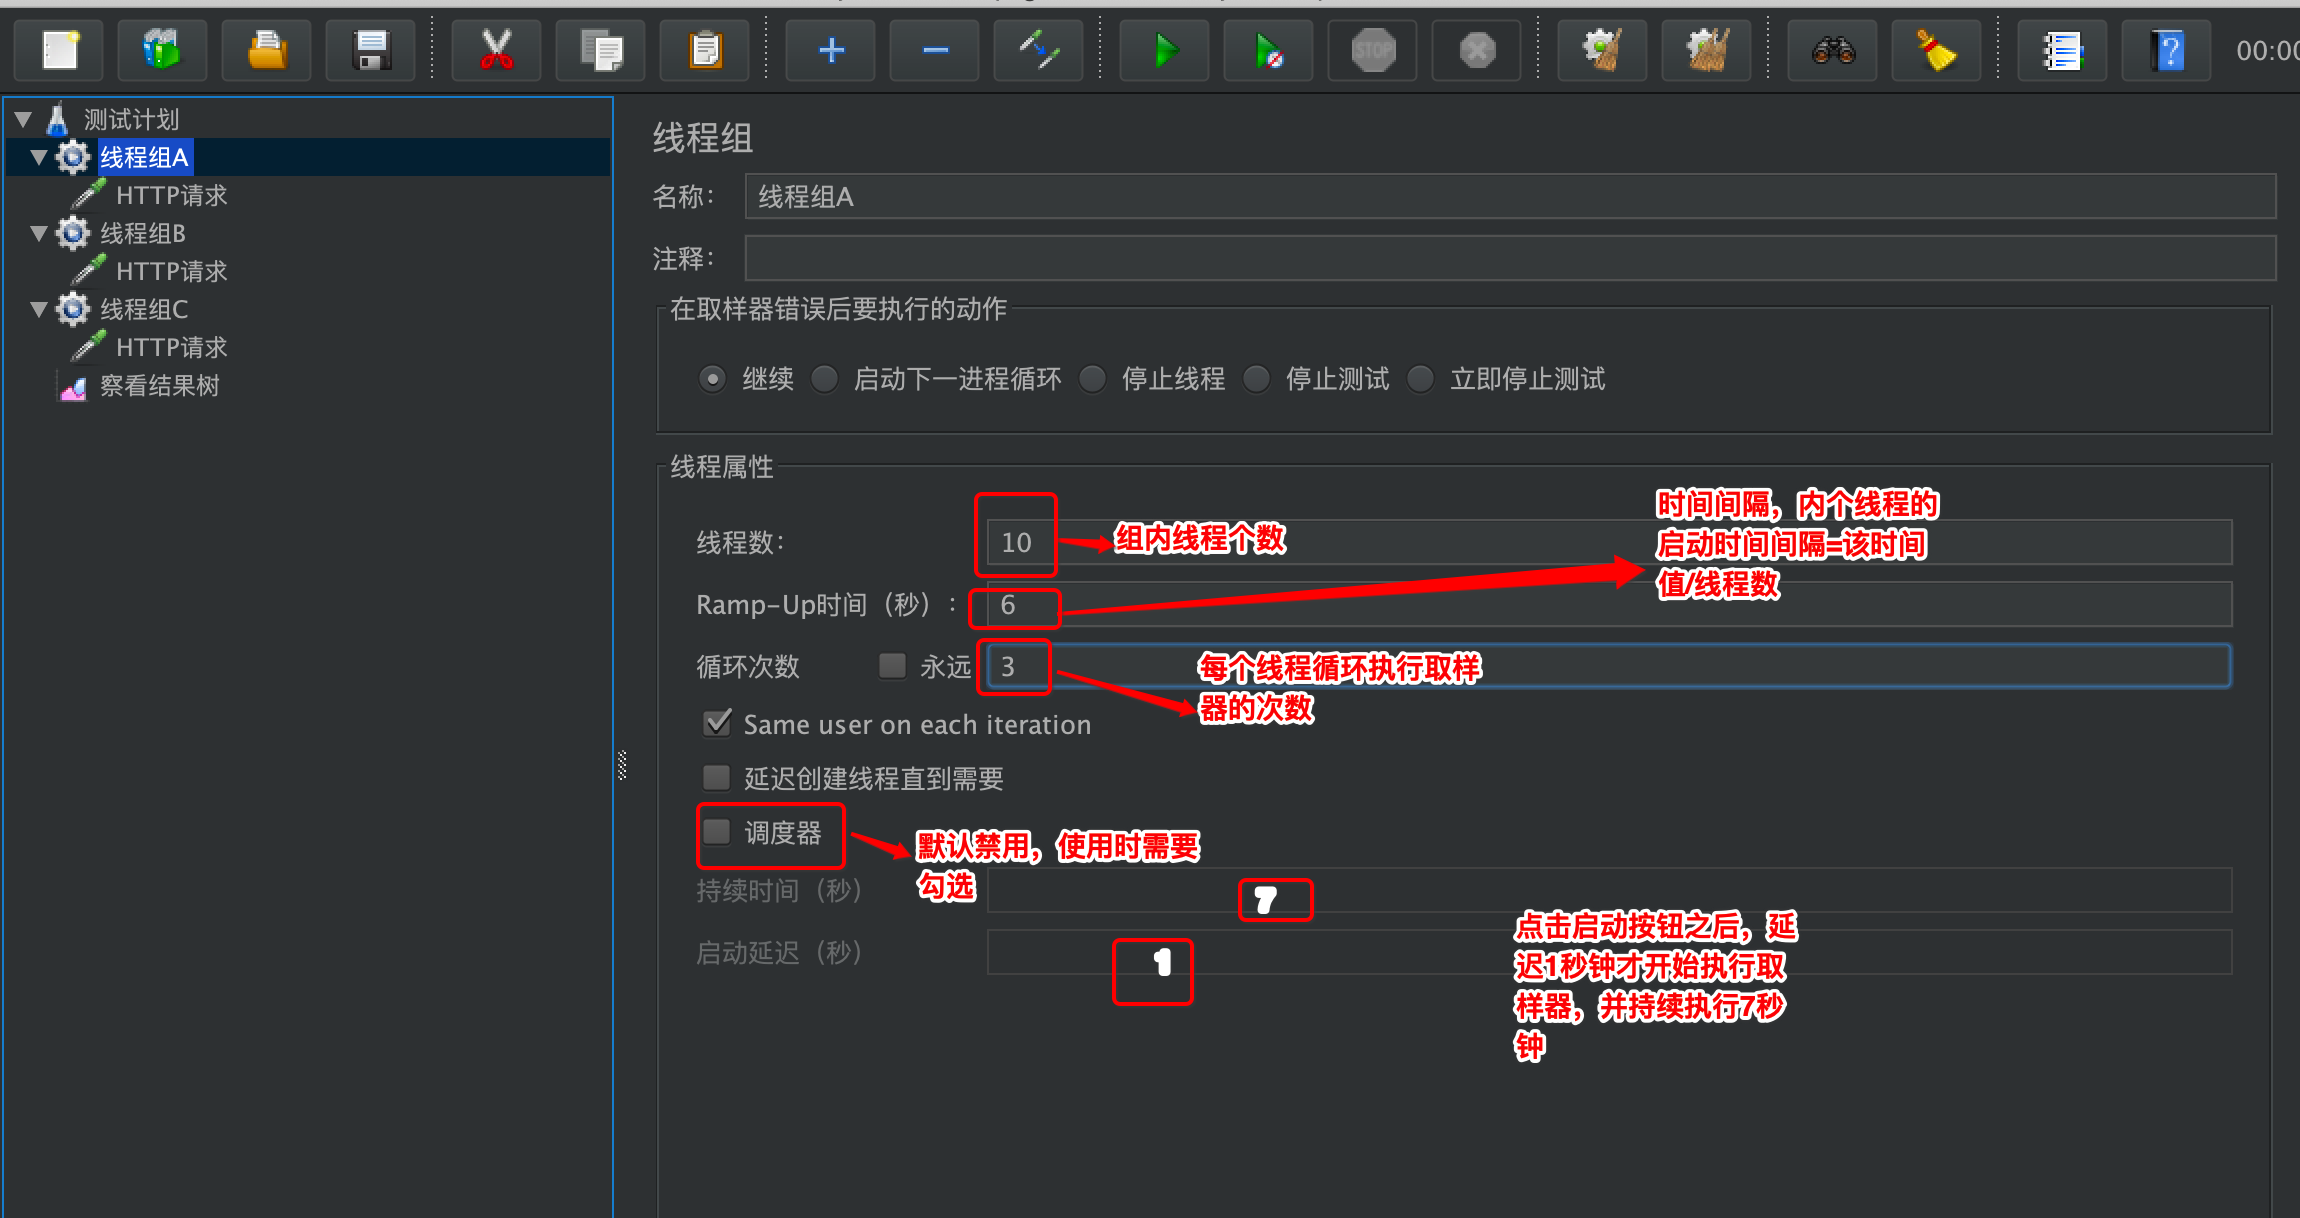 STOP
00:00
测试计划
线程组A
HTTP请求
线程组B
HTTP请求
线程组C
HTTP请求
察看结果树
线程组
名称：
线程组A
注释：
在取样器错误后要执行的动作
继续 启动下一进程循环 停止线程 停止测试 立即停止测试
线程属性
线程数：
10
组内线程个数
时间间隔，内个线程的
启动时间间隔=该时间
值/线程数
Ramp-Up时间（秒）：
6
循环次数
永远
3
每个线程循环执行取样
器的次数
Same user on each iteration
延迟创建线程直到需要
调度器
默认禁用，使用时需要
勾选
持续时间（秒）
7
启动延迟（秒）
1
点击启动按钮之后，延
迟1秒钟才开始执行取
样器，并持续执行7秒
钟